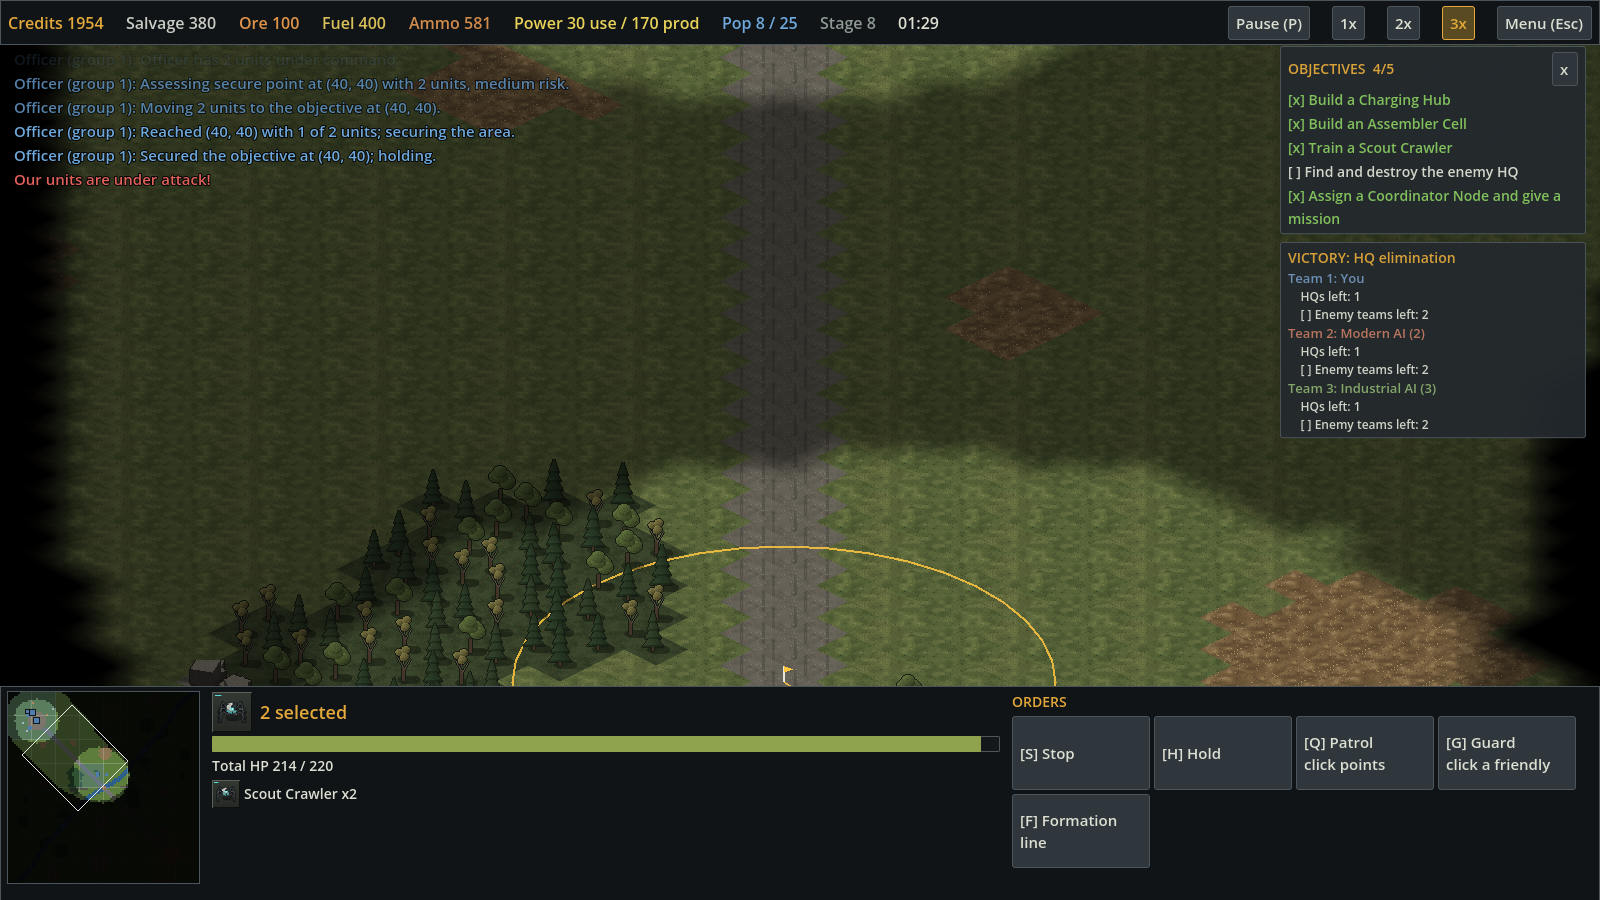 Credits 1954 Salvage 380 Ore 100 Fuel 400 Ammo 581 Power 30 use / 170 prod Pop 8 / 25 Stage 8 01:29 Pause (P) 1x 2x 3x Menu (Esc)
Officer (group 1): Officer has 2 units under command.
Officer (group 1): Assessing secure point at (40, 40) with 2 units, medium risk.
Officer (group 1): Moving 2 units to the objective at (40, 40).
Officer (group 1): Reached (40, 40) with 1 of 2 units; securing the area.
Officer (group 1): Secured the objective at (40, 40); holding.
Our units are under attack!
OBJECTIVES 4/5 x
[x] Build a Charging Hub
[x] Build an Assembler Cell
[x] Train a Scout Crawler
[ ] Find and destroy the enemy HQ
[x] Assign a Coordinator Node and give a
mission
VICTORY: HQ elimination
Team 1: You
HQs left: 1
[ ] Enemy teams left: 2
Team 2: Modern AI (2)
HQs left: 1
[ ] Enemy teams left: 2
Team 3: Industrial AI (3)
HQs left: 1
[ ] Enemy teams left: 2
2 selected
Total HP 214 / 220
Scout Crawler x2
ORDERS
[S] Stop
[H] Hold
[Q] Patrol
click points
[G] Guard
click a friendly
[F] Formation
line